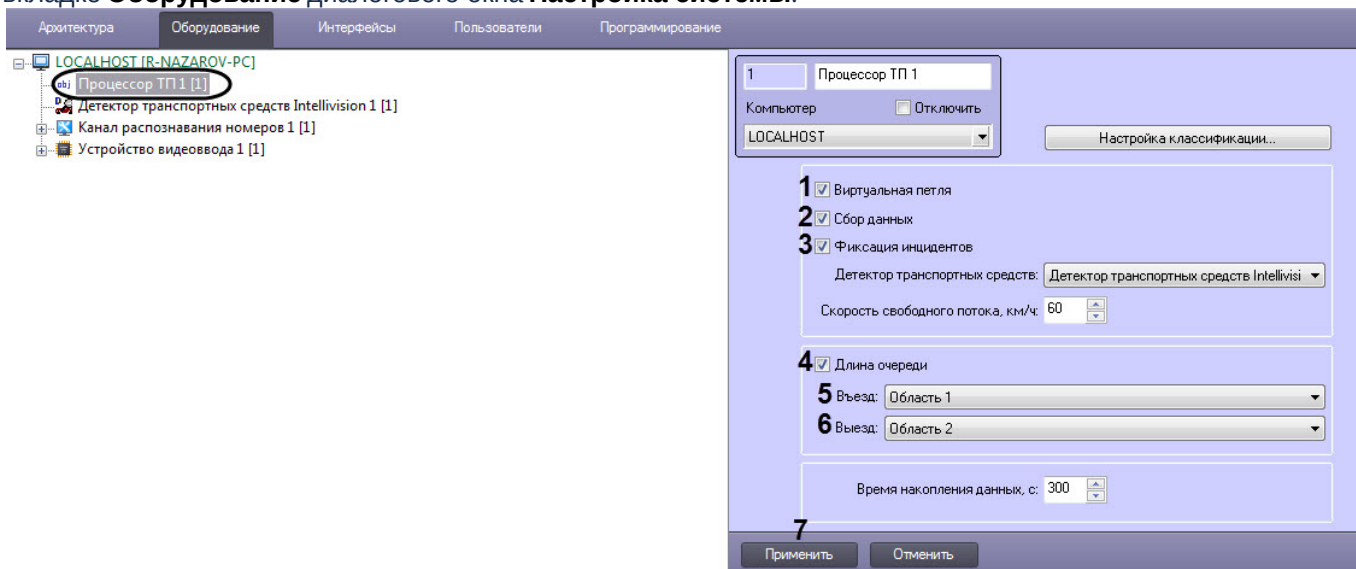 вкладке Оборудование диалогового окна Настройка системы.
Архитектура Оборудование Интерфейсы Пользователи Программирование
LOCALHOST [R-NAZAROV-PC]
obj Процессор ТП 1 [1]
Детектор транспортных средств Intellivision 1 [1]
Канал распознавания номеров 1 [1]
Устройство видеоввода 1 [1]
1 Процессор ТП 1
Компьютер Отключить
LOCALHOST
Настройка классификации...
1 Виртуальная петля
2 Сбор данных
3 Фиксация инцидентов
Детектор транспортных средств: Детектор транспортных средств Intellivisi
Скорость свободного потока, км/ч: 60
4 Длина очереди
5 Въезд: Область 1
6 Выезд: Область 2
Время накопления данных, с: 300
7
Применить Отменить